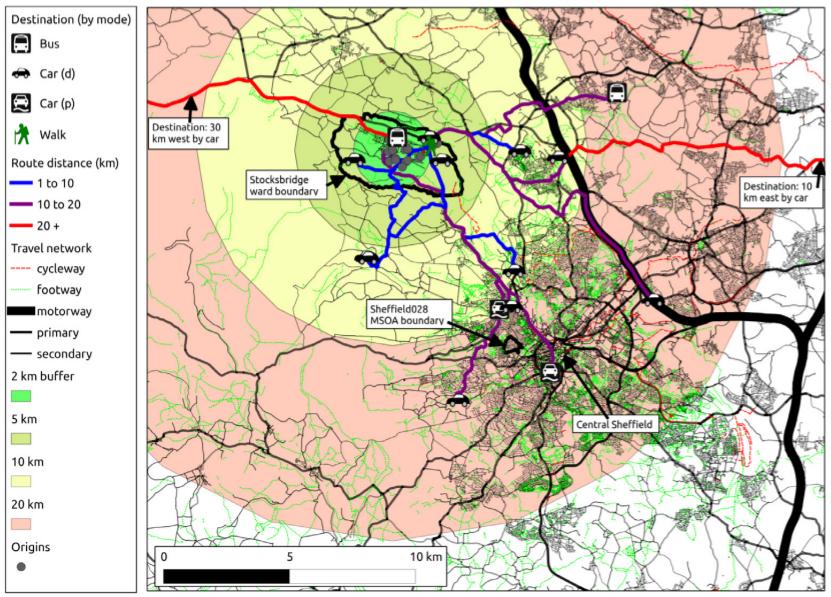 Destination (by mode)
Bus
Car (d)
Car (p)
Walk
Route distance (km)
1 to 10
10 to 20
20 +
Travel network
cycleway
footway
motorway
primary
secondary
2 km buffer
5 km
10 km
20 km
Origins
Destination: 30
km west by car
Stocksbridge
ward boundary
Destination: 10
km east by car
Sheffield028
MSOA boundary
Central Sheffield
0 5 10 km